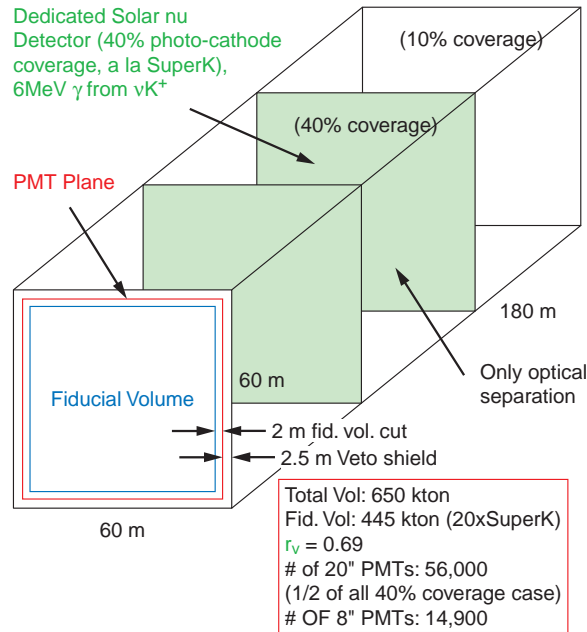 Dedicated Solar nu
Detector (40% photo-cathode
coverage, a la SuperK),
6MeV γ from νK+
(10% coverage)
(40% coverage)
PMT Plane
180 m
60 m
Only optical
separation
Fiducial Volume
2 m fid. vol. cut
2.5 m Veto shield
60 m
Total Vol: 650 kton
Fid. Vol: 445 kton (20xSuperK)
rv = 0.69
# of 20" PMTs: 56,000
(1/2 of all 40% coverage case)
# OF 8" PMTs: 14,900